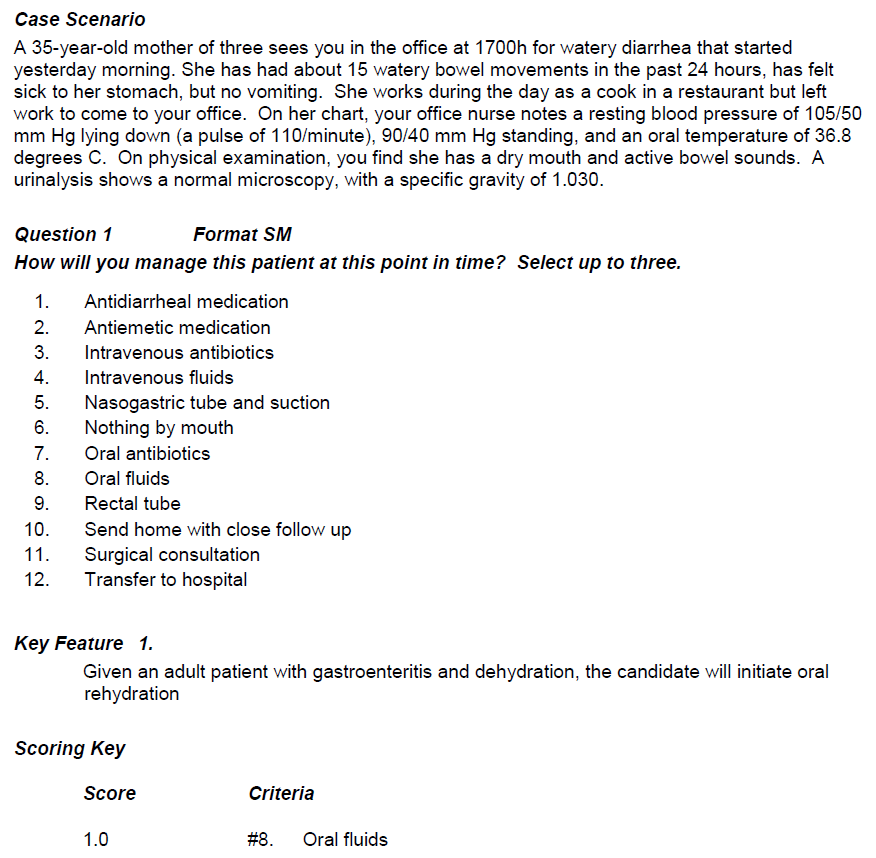 Case Scenario
A 35-year-old mother of three sees you in the office at 1700h for watery diarrhea that started
yesterday morning. She has had about 15 watery bowel movements in the past 24 hours, has felt
sick to her stomach, but no vomiting.  She works during the day as a cook in a restaurant but left
work to come to your office.  On her chart, your office nurse notes a resting blood pressure of 105/50
mm Hg lying down (a pulse of 110/minute), 90/40 mm Hg standing, and an oral temperature of 36.8
degrees C.  On physical examination, you find she has a dry mouth and active bowel sounds.  A
urinalysis shows a normal microscopy, with a specific gravity of 1.030.
Question 1 Format SM
How will you manage this patient at this point in time?  Select up to three.
1. Antidiarrheal medication
2. Antiemetic medication
3. Intravenous antibiotics
4. Intravenous fluids
5. Nasogastric tube and suction
6. Nothing by mouth
7. Oral antibiotics
8. Oral fluids
9. Rectal tube
10. Send home with close follow up
11. Surgical consultation
12. Transfer to hospital
Key Feature 1.
Given an adult patient with gastroenteritis and dehydration, the candidate will initiate oral
rehydration
Scoring Key
Score Criteria
1.0 #8. Oral fluids